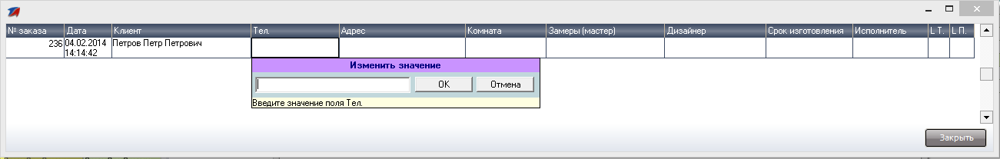 № заказа Дата Клиент Тел. Адрес Комната Замеры (мастер) Дизайнер Срок изготовления Исполнитель L Т. L П.
236 04.02.2014 Петров Петр Петрович
14:14:42
Изменить значение
OK Отмена
Введите значение поля Тел.
Закрыть